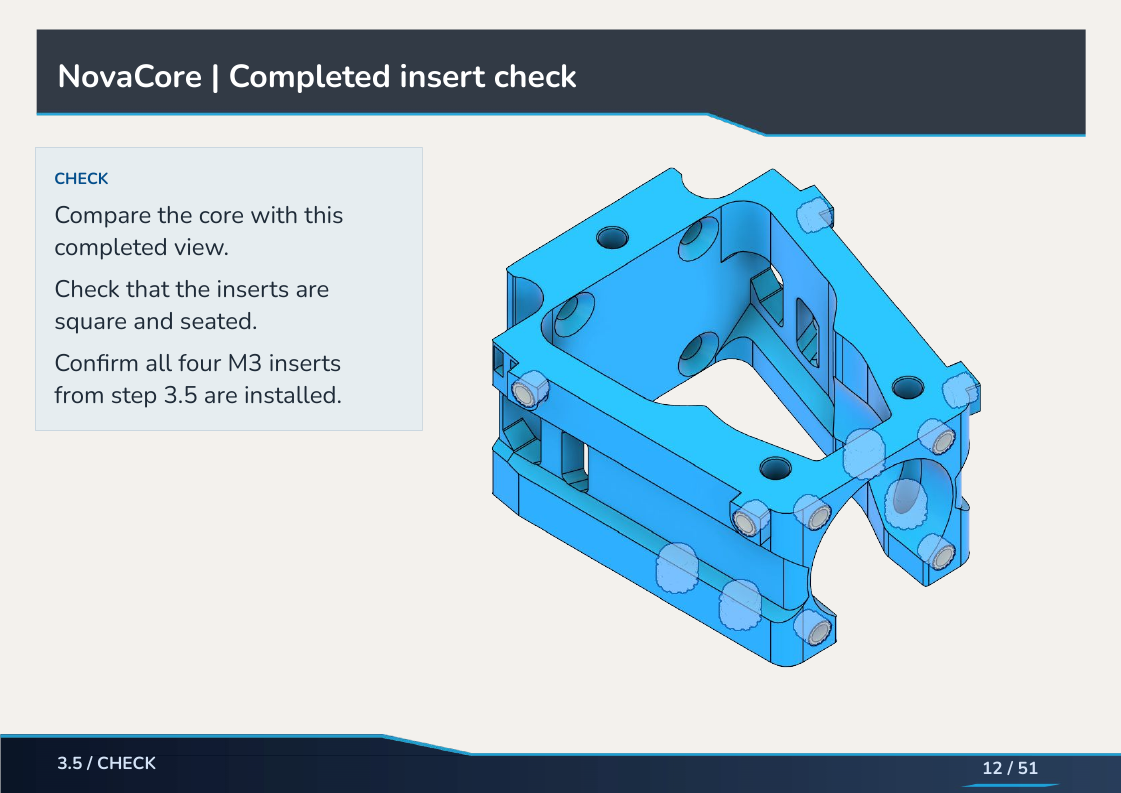 NovaCore | Completed insert check
CHECK
Compare the core with this
completed view.
Check that the inserts are
square and seated.
Confirm all four M3 inserts
from step 3.5 are installed.
3.5 / CHECK
12 / 51